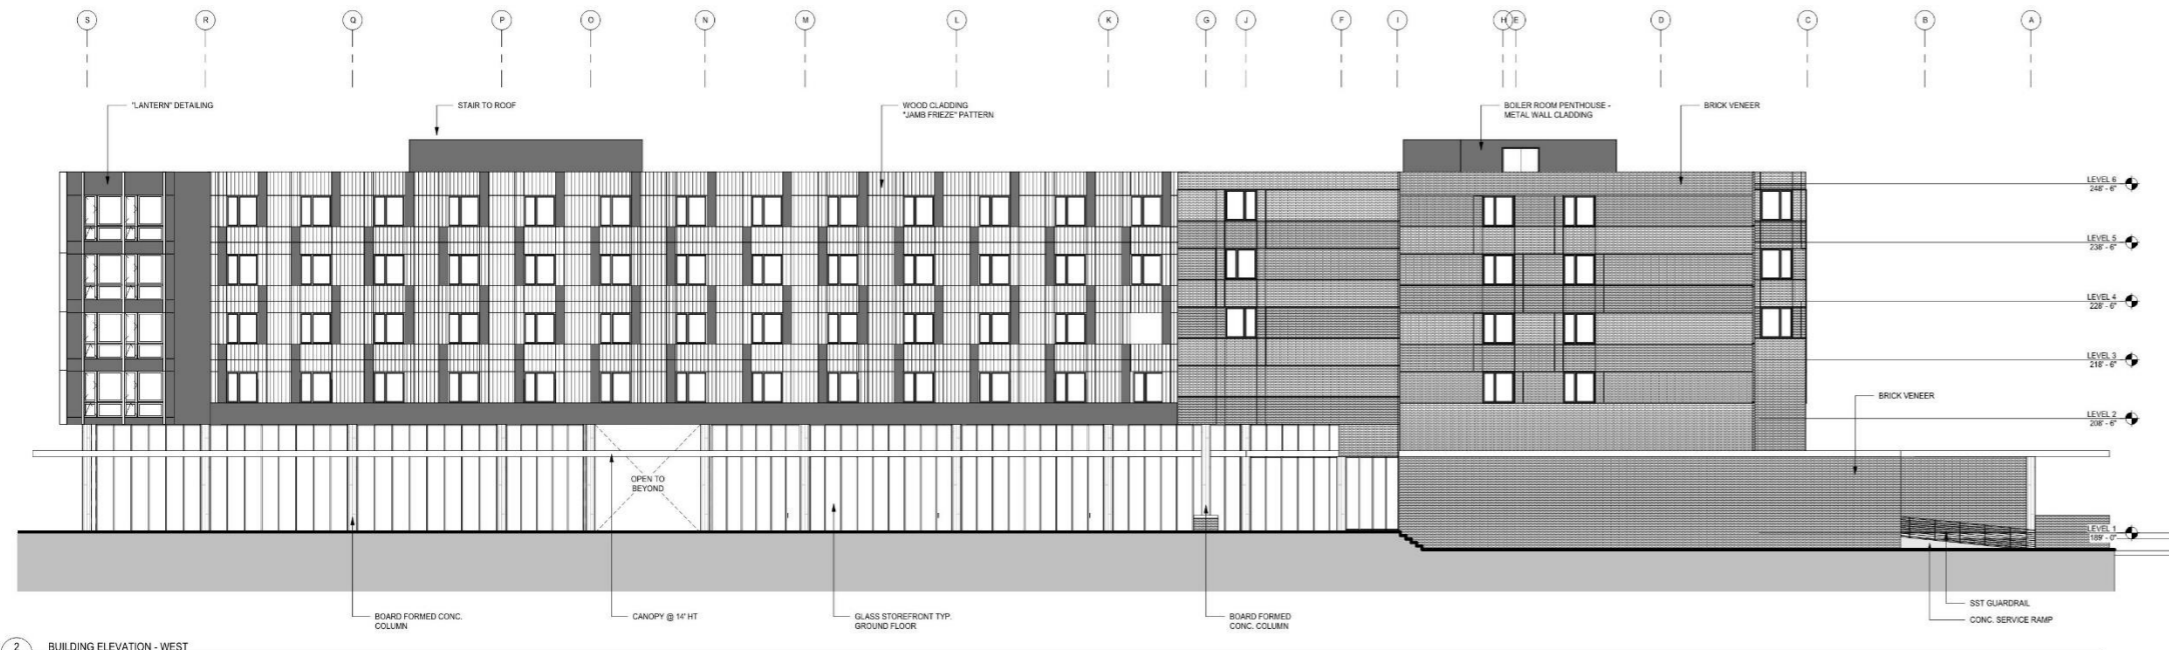 S
R
Q
P
O
N
M
L
K
G
J
F
I
H
E
D
C
B
A
"LANTERN" DETAILING
STAIR TO ROOF
WOOD CLADDING
"JAMB FRIEZE" PATTERN
BOILER ROOM PENTHOUSE -
METAL WALL CLADDING
BRICK VENEER
LEVEL 6
248' - 6"
LEVEL 5
238' - 6"
LEVEL 4
228' - 6"
LEVEL 3
218' - 6"
BRICK VENEER
LEVEL 2
208' - 6"
OPEN TO
BEYOND
LEVEL 1
189' - 0"
BOARD FORMED CONC.
COLUMN
CANOPY @ 14' HT
GLASS STOREFRONT TYP.
GROUND FLOOR
BOARD FORMED
CONC. COLUMN
SST GUARDRAIL
CONC. SERVICE RAMP
2
BUILDING ELEVATION - WEST